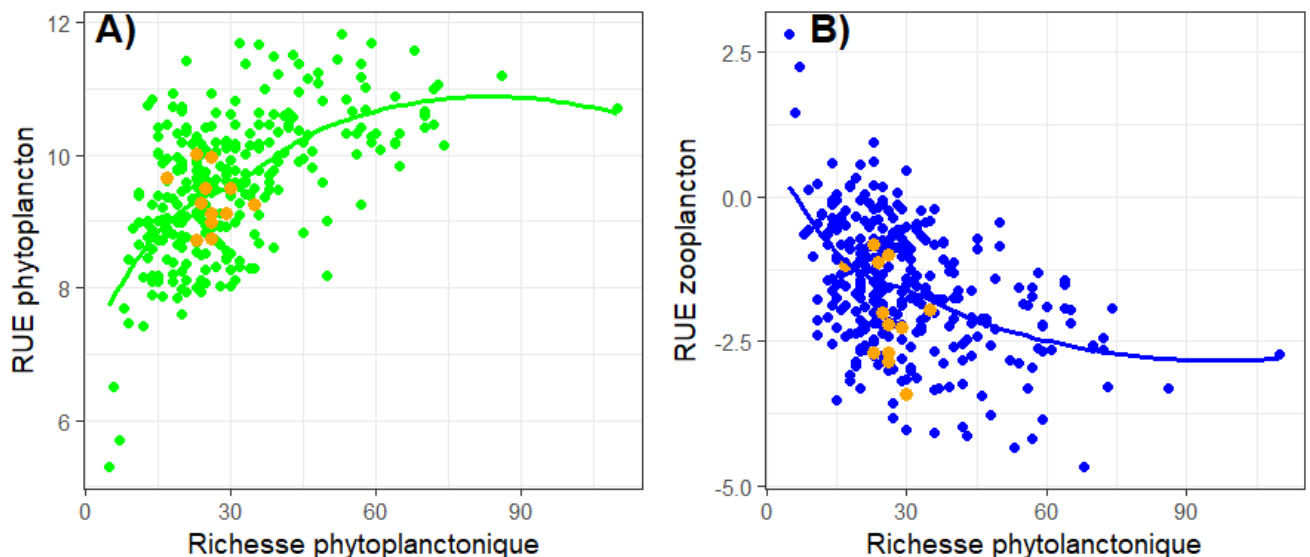 A)
12
10
8
6
RUE phytoplancton
0
30
60
90
Richesse phytoplanctonique
B)
2.5
0.0
-2.5
-5.0
RUE zooplancton
0
30
60
90
Richesse phytolanctonique